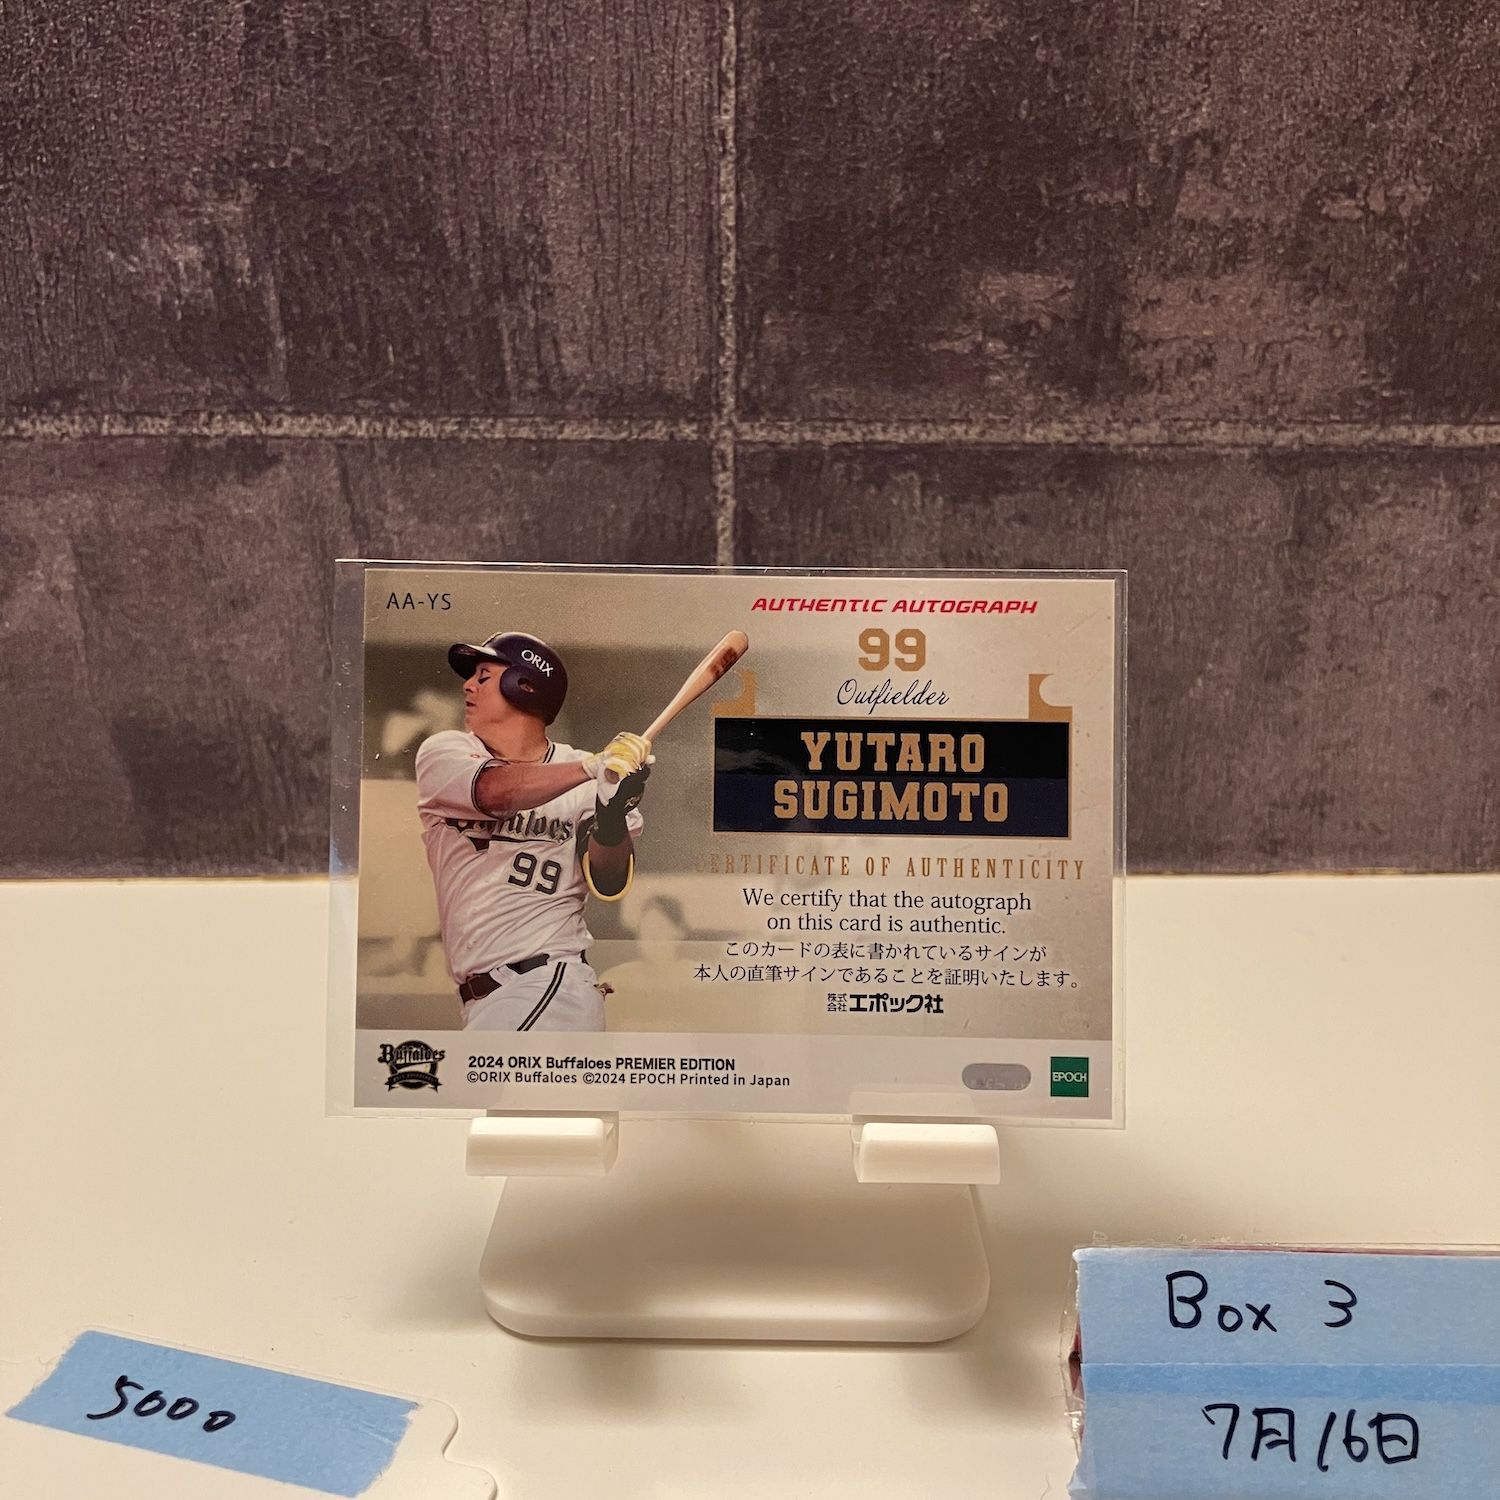 AA-YS
AUTHENTIC AUTOGRAPH
99
Outfielder
ORIX
YUTARO
SUGIMOTO
Buffaloes
99
CERTIFICATE OF AUTHENTICITY
We certify that the autograph
on this card is authentic.
このカードの表に書かれているサインが
本人の直筆サインであることを証明いたします。
株式会社エポック社
Buffaloes
2024 ORIX Buffaloes PREMIER EDITION
©ORIX Buffaloes ©2024 EPOCH Printed in Japan
EPOCH
Box 3
7月16日
5000